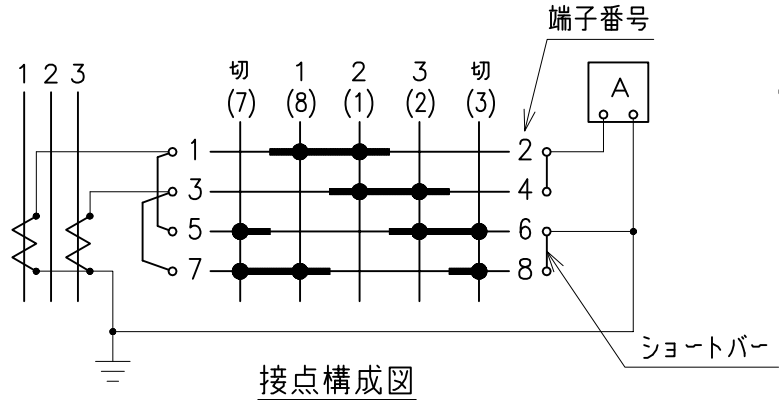 端子番号
1 2 3
切 1 2 3 切
(7) (8) (1) (2) (3)
A
1 2
3 4
5 6
7 8
ショートバー
接点構成図